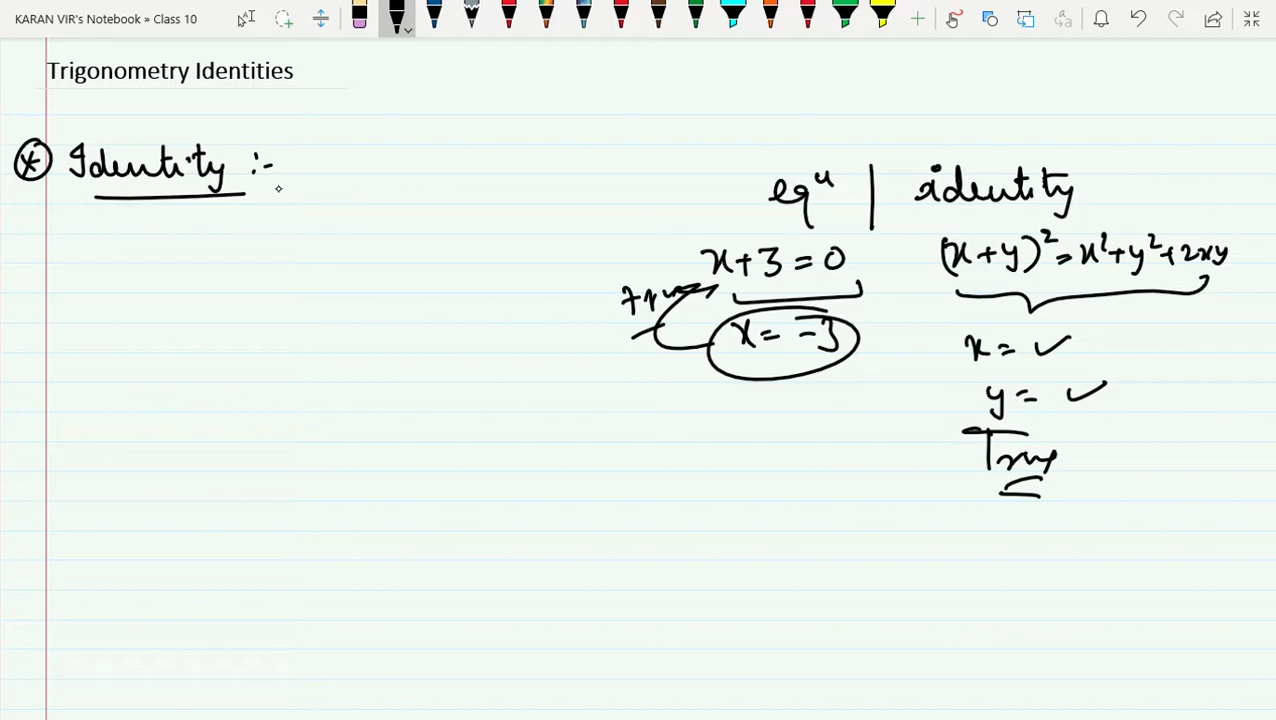 KARAN VIR's Notebook » Class 10
Trigonometry Identities
* Identity :-
eqⁿ | identity
x+3=0
(x+y)²=x²+y²+2xy
True
x= -3
x= ✓
y= ✓
True